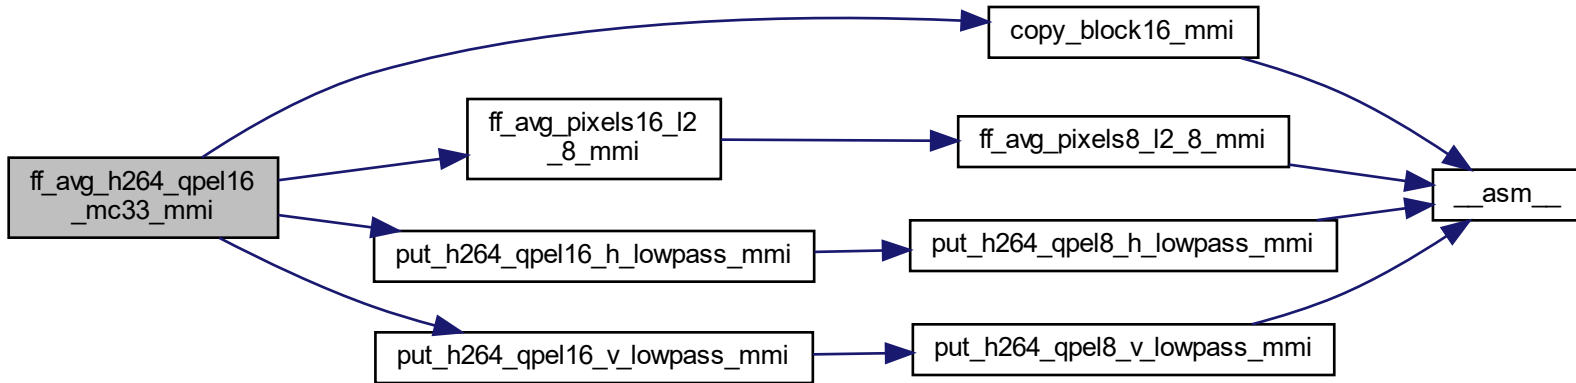 ff_avg_h264_qpel16
_mc33_mmi
copy_block16_mmi
ff_avg_pixels16_l2
_8_mmi
ff_avg_pixels8_l2_8_mmi
put_h264_qpel16_h_lowpass_mmi
put_h264_qpel8_h_lowpass_mmi
put_h264_qpel16_v_lowpass_mmi
put_h264_qpel8_v_lowpass_mmi
__asm__